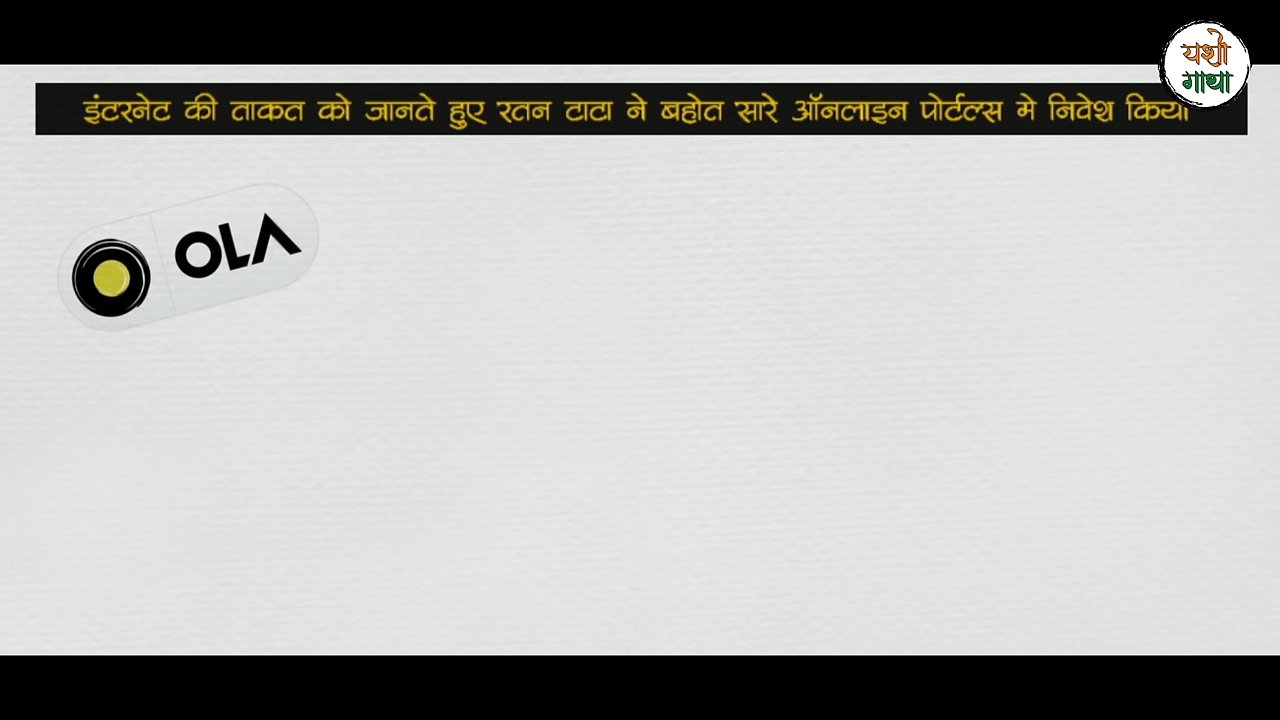 यशो
गाथा
इंटरनेट की ताकत को जानते हुए रतन टाटा ने बहोत सारे ऑनलाइन पोर्टल्स मे निवेश किया
OLA